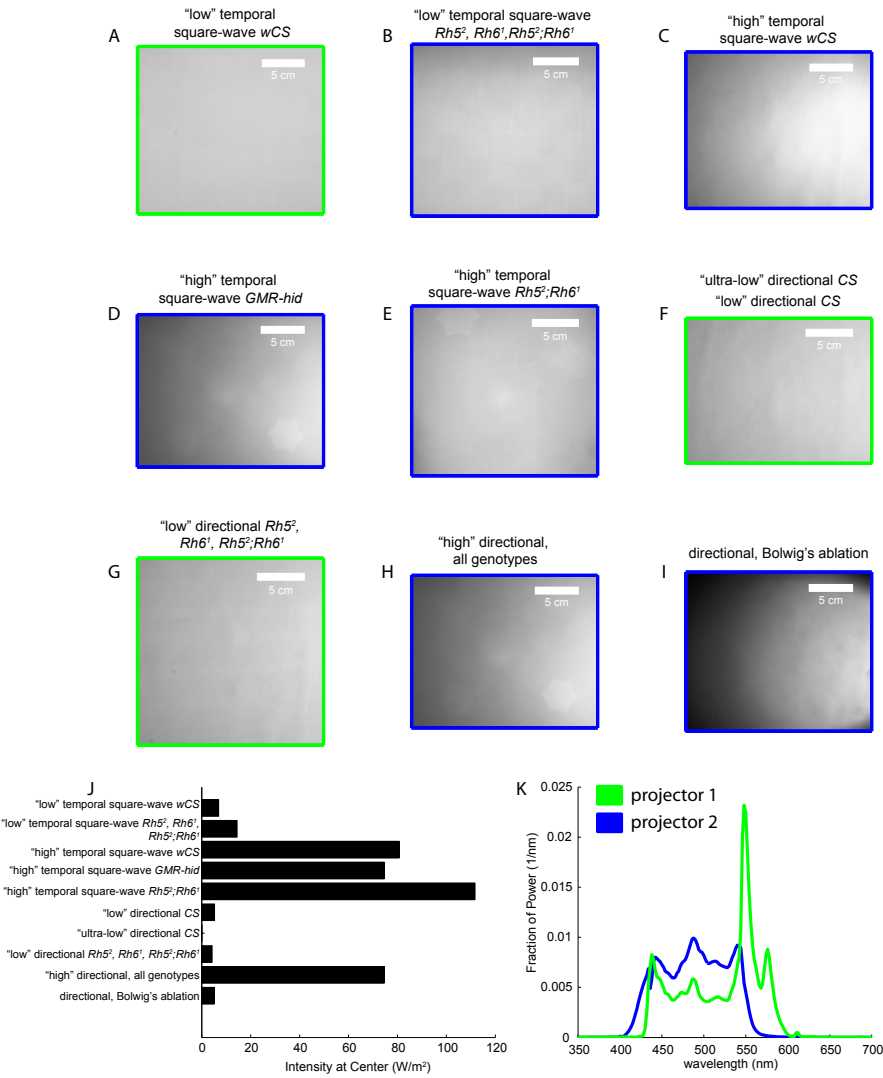 A
"low" temporal
square-wave wCS
5 cm
B
"low" temporal square-wave
Rh5², Rh6¹,Rh5²;Rh6¹
5 cm
C
"high" temporal
square-wave wCS
5 cm
D
"high" temporal
square-wave GMR-hid
5 cm
E
"high" temporal
square-wave Rh5²;Rh6¹
5 cm
F
"ultra-low" directional CS
"low" directional CS
5 cm
G
"low" directional Rh5²,
Rh6¹, Rh5²;Rh6¹
5 cm
H
"high" directional,
all genotypes
5 cm
I
directional, Bolwig's ablation
5 cm
J
"low" temporal square-wave wCS
"low" temporal square-wave Rh5², Rh6¹,
Rh5²;Rh6¹
"high" temporal square-wave wCS
"high" temporal square-wave GMR-hid
"high" temporal square-wave Rh5²;Rh6¹
"low" directional CS
"ultra-low" directional CS
"low" directional Rh5², Rh6¹, Rh5²;Rh6¹
"high" directional, all genotypes
directional, Bolwig's ablation
0 20 40 60 80 100 120
Intensity at Center (W/m²)
K
projector 1
projector 2
Fraction of Power (1/nm)
0.025
0.02
0.015
0.01
0.005
0
350 400 450 500 550 600 650 700
wavelength (nm)